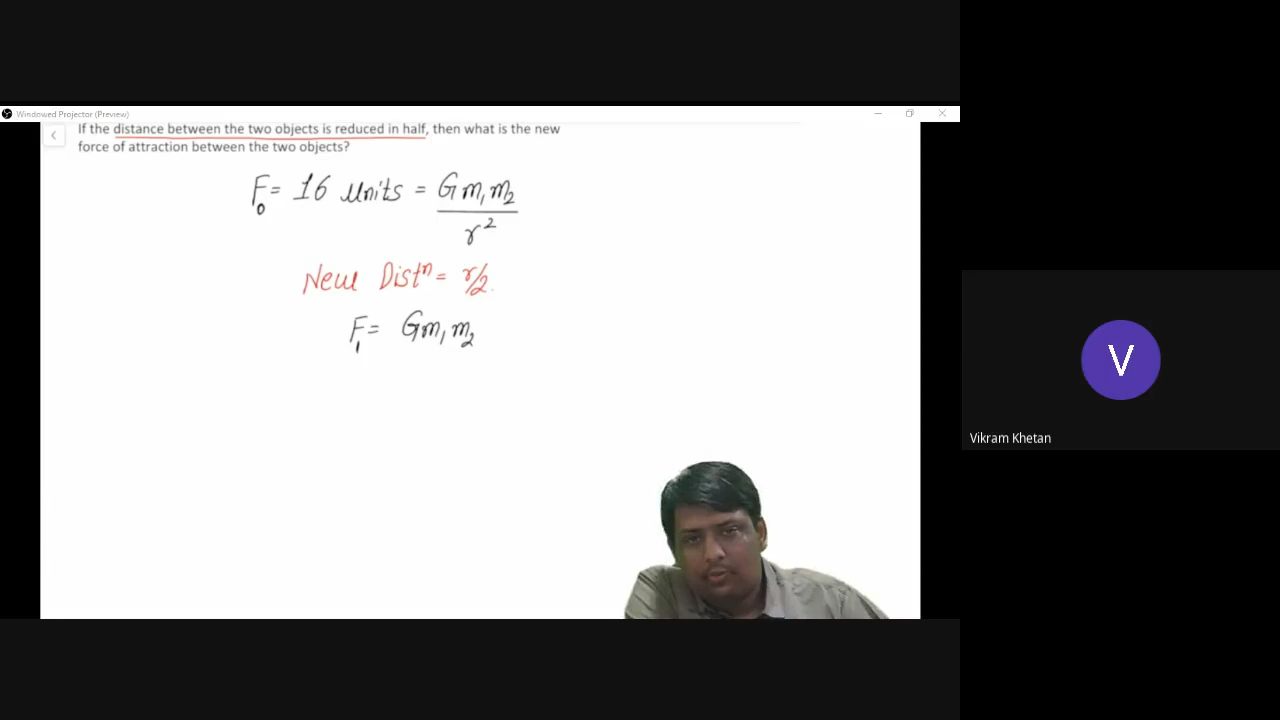 Windowed Projector (Preview)
If the distance between the two objects is reduced in half, then what is the new
force of attraction between the two objects?
F₀ = 16 Units = Gm₁m₂
r²
New Distⁿ = r/2.
F₁ = Gm₁m₂
V
Vikram Khetan